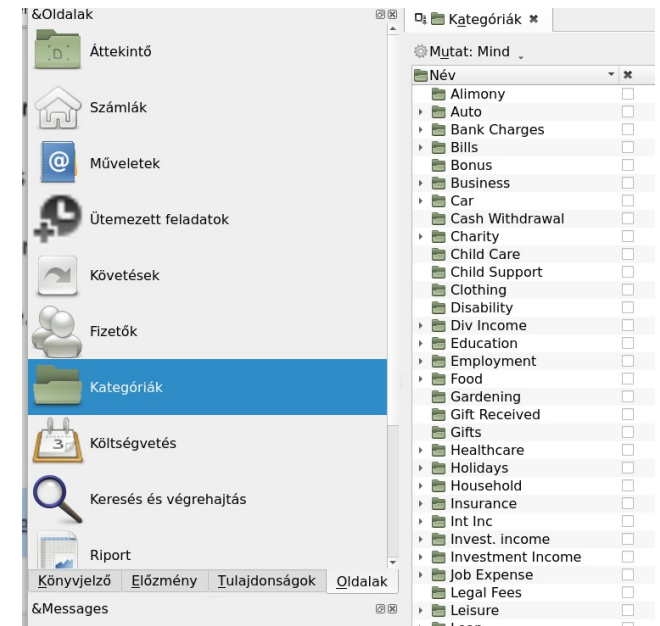 &Oldalak
Áttekintő
Számlák
Műveletek
Ütemezett feladatok
Követések
Fizetők
Kategóriák
Költségvetés
Keresés és végrehajtás
Riport
Könyvjelző
Előzmény
Tulajdonságok
Oldalak
&Messages
Kategóriák
Mutat: Mind
Név
Alimony
Auto
Bank Charges
Bills
Bonus
Business
Car
Cash Withdrawal
Charity
Child Care
Child Support
Clothing
Disability
Div Income
Education
Employment
Food
Gardening
Gift Received
Gifts
Healthcare
Holidays
Household
Insurance
Int Inc
Invest. income
Investment Income
Job Expense
Legal Fees
Leisure